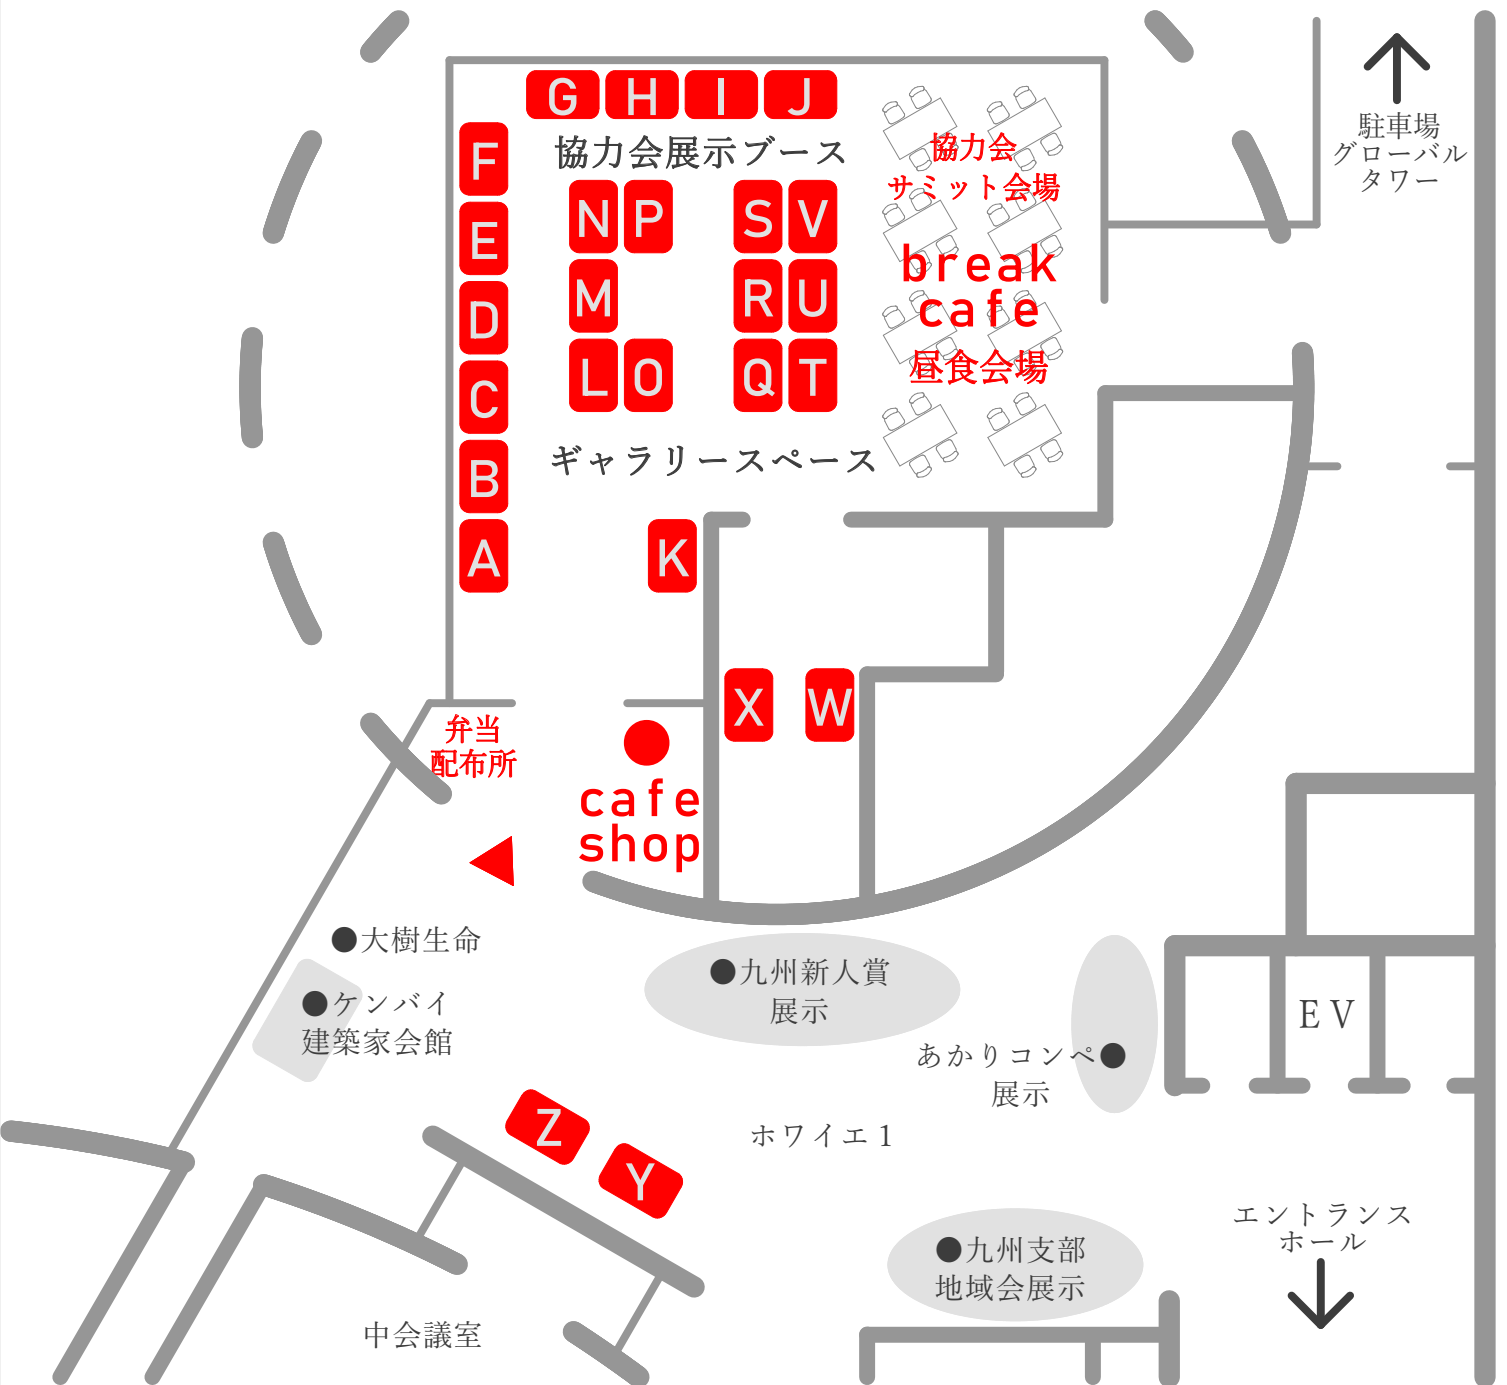 G H I J
駐車場
グローバル
タワー
協力会展示ブース
協力会
サミット会場
F
E
D
C
B
A
N P
M
L O
S V
R U
Q T
break
cafe
昼食会場
ギャラリースペース
K
X W
弁当
配布所
cafe
shop
●大樹生命
●ケンバイ
建築家会館
●九州新人賞
展示
あかりコンペ●
展示
EV
Z
Y
ホワイエ1
エントランス
ホール
●九州支部
地域会展示
中会議室